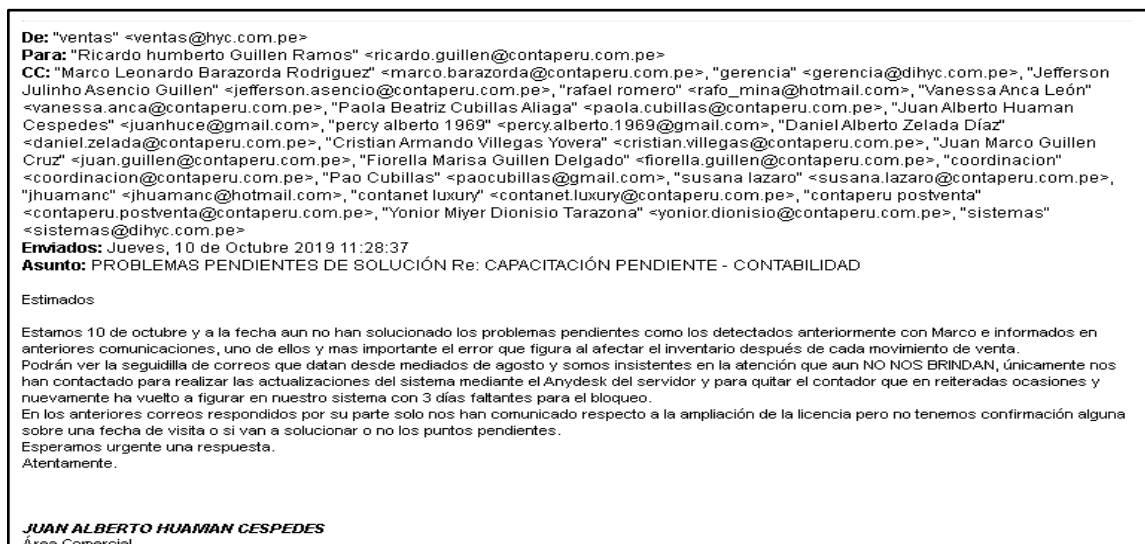 De: "ventas" <ventas@hyc.com.pe>
Para: "Ricardo humberto Guillen Ramos" <ricardo.guillen@contaperu.com.pe>
CC: "Marco Leonardo Barazorda Rodriguez" <marco.barazorda@contaperu.com.pe>, "gerencia" <gerencia@dihyc.com.pe>, "Jefferson
Julinho Asencio Guillen" <jefferson.asencio@contaperu.com.pe>, "rafael romero" <rafo_mina@hotmail.com>, "Vanessa Anca León"
<vanessa.anca@contaperu.com.pe>, "Paola Beatriz Cubillas Aliaga" <paola.cubillas@contaperu.com.pe>, "Juan Alberto Huaman
Cespedes" <juanhuce@gmail.com>, "percy alberto 1969" <percy.alberto.1969@gmail.com>, "Daniel Alberto Zelada Díaz"
<daniel.zelada@contaperu.com.pe>, "Cristian Armando Villegas Yovera" <cristian.villegas@contaperu.com.pe>, "Juan Marco Guillen
Cruz" <juan.guillen@contaperu.com.pe>, "Fiorella Marisa Guillen Delgado" <fiorella.guillen@contaperu.com.pe>, "coordinacion"
<coordinacion@contaperu.com.pe>, "Pao Cubillas" <paocubillas@gmail.com>, "susana lazaro" <susana.lazaro@contaperu.com.pe>,
"jhuamanc" <jhuamanc@hotmail.com>, "contanet luxury" <contanet.luxury@contaperu.com.pe>, "contaperu postventa"
<contaperu.postventa@contaperu.com.pe>, "Yonior Miyer Dionisio Tarazona" <yonior.dionisio@contaperu.com.pe>, "sistemas"
<sistemas@dihyc.com.pe>
Enviados: Jueves, 10 de Octubre 2019 11:28:37
Asunto: PROBLEMAS PENDIENTES DE SOLUCIÓN Re: CAPACITACIÓN PENDIENTE - CONTABILIDAD
Estimados
Estamos 10 de octubre y a la fecha aun no han solucionado los problemas pendientes como los detectados anteriormente con Marco e informados en
anteriores comunicaciones, uno de ellos y mas importante el error que figura al afectar el inventario después de cada movimiento de venta.
Podrán ver la seguidilla de correos que datan desde mediados de agosto y somos insistentes en la atención que aun NO NOS BRINDAN, únicamente nos
han contactado para realizar las actualizaciones del sistema mediante el Anydesk del servidor y para quitar el contador que en reiteradas ocasiones y
nuevamente ha vuelto a figurar en nuestro sistema con 3 días faltantes para el bloqueo.
En los anteriores correos respondidos por su parte solo nos han comunicado respecto a la ampliación de la licencia pero no tenemos confirmación alguna
sobre una fecha de visita o si van a solucionar o no los puntos pendientes.
Esperamos urgente una respuesta.
Atentamente.
JUAN ALBERTO HUAMAN CESPEDES
Área Comercial